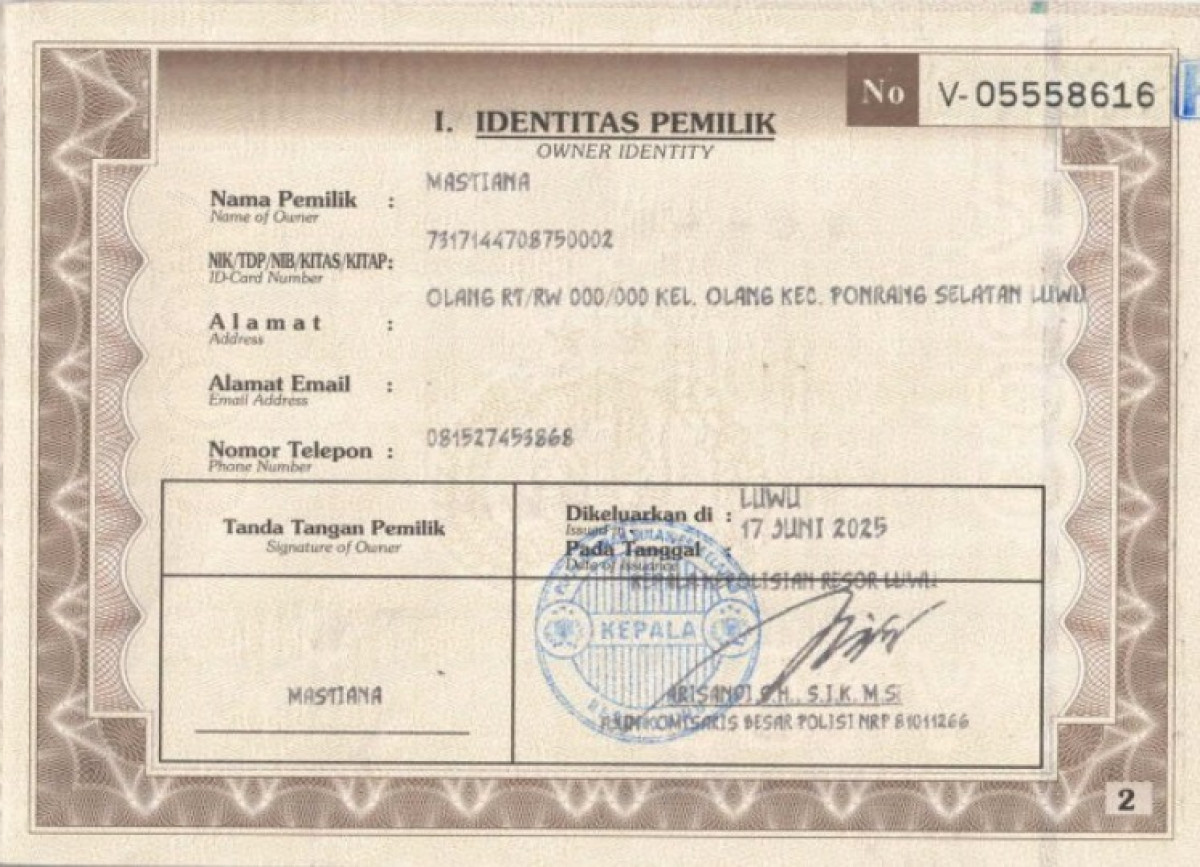 No V-05558616
I. IDENTITAS PEMILIK
OWNER IDENTITY
MASTIANA
Nama Pemilik :
Name of Owner
7317144708750002
NIK/TDP/NIB/KITAS/KITAP:
ID-Card Number
OLANG RT/RW 000/000 KEL. OLANG KEC. PONRANG SELATAN LUWU
Alamat :
Address
Alamat Email :
Email Address
081527453868
Nomor Telepon :
Phone Number
LUWU
Tanda Tangan Pemilik
Signature of Owner
Dikeluarkan di :
Issued in
17 JUNI 2025
Pada Tanggal :
Date of Issuance
KEPALA KEPOLISIAN RESOR LUWU
KEPALA
MASTIANA
ARISANDI S.H., S.I.K. M.SI
BESAR POLISI NRP 81011266
2